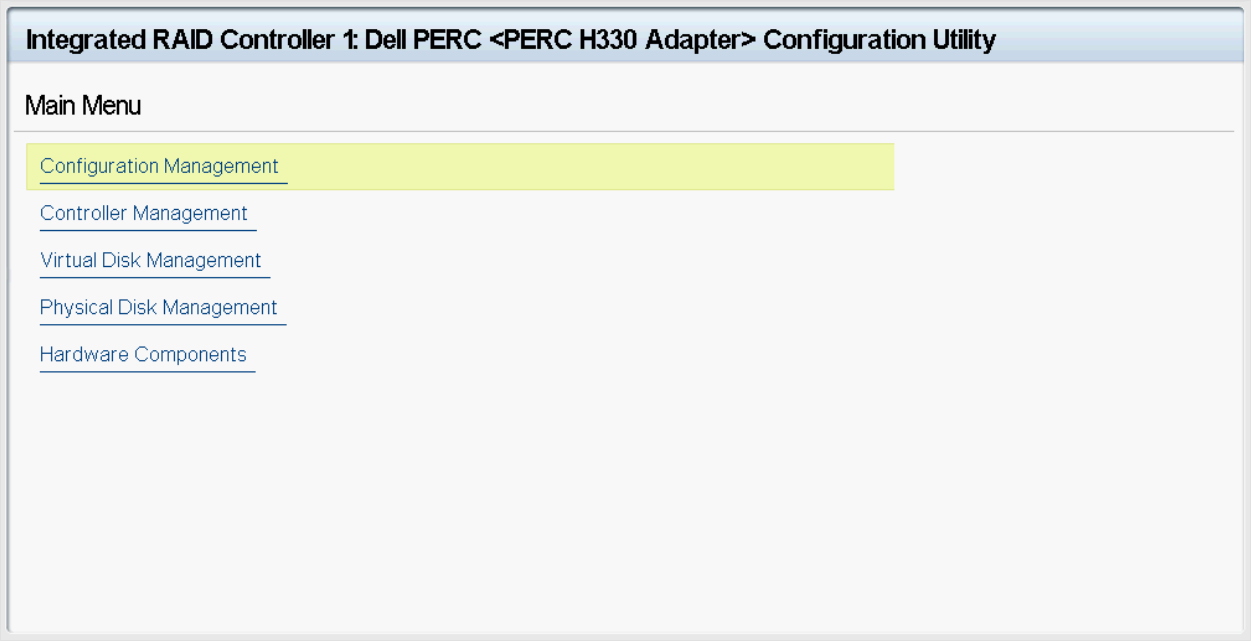 Integrated RAID Controller 1: Dell PERC <PERC H330 Adapter> Configuration Utility
Main Menu
Configuration Management
Controller Management
Virtual Disk Management
Physical Disk Management
Hardware Components